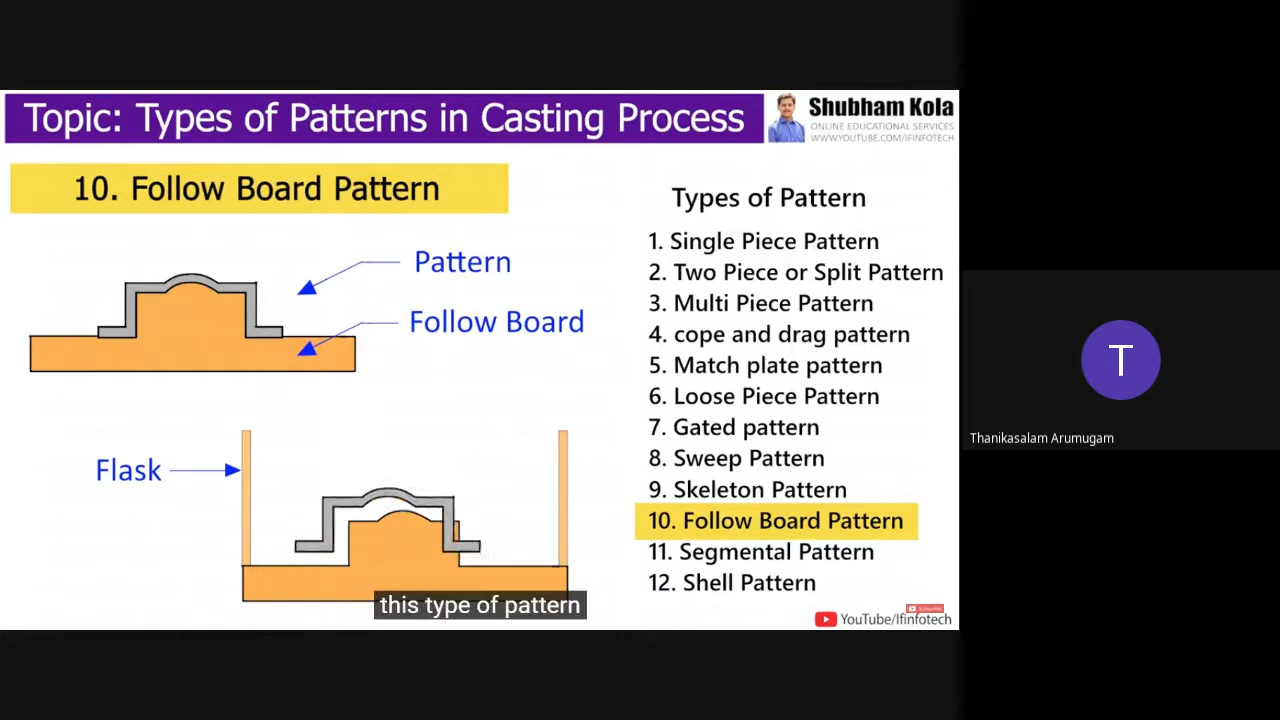 Topic: Types of Patterns in Casting Process
Shubham Kola
ONLINE EDUCATIONAL SERVICES
WWW.YOUTUBE.COM/IFINFOTECH
10. Follow Board Pattern
Pattern
Follow Board
Flask
this type of pattern
Types of Pattern
1. Single Piece Pattern
2. Two Piece or Split Pattern
3. Multi Piece Pattern
4. cope and drag pattern
5. Match plate pattern
6. Loose Piece Pattern
7. Gated pattern
8. Sweep Pattern
9. Skeleton Pattern
10. Follow Board Pattern
11. Segmental Pattern
12. Shell Pattern
YouTube/Ifinfotech
T
Thanikasalam Arumugam